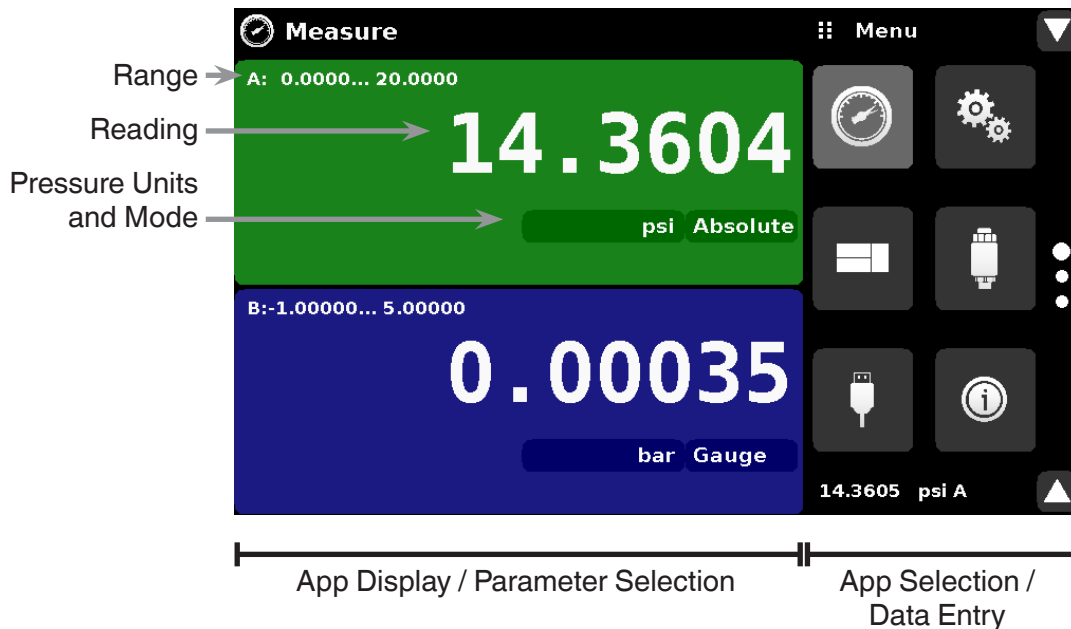 Measure
Menu
Range
A: 0.0000... 20.0000
Reading
14.3604
Pressure Units
and Mode
psi Absolute
B:-1.00000... 5.00000
0.00035
bar Gauge
14.3605 psi A
App Display / Parameter Selection
App Selection /
Data Entry